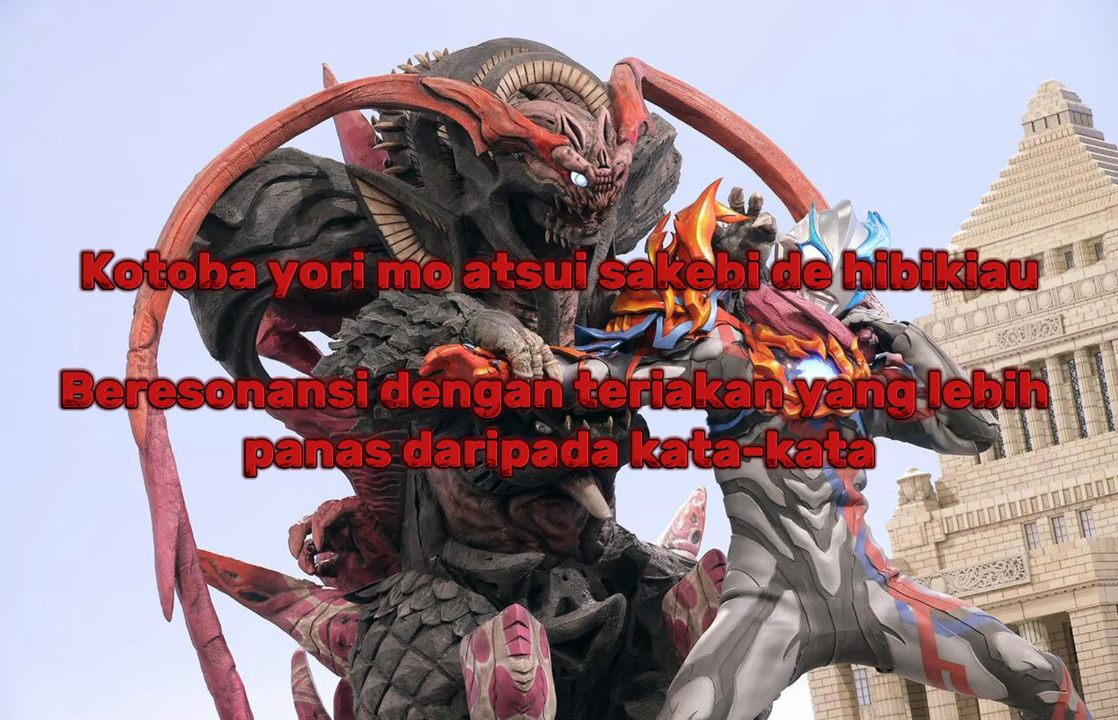 Kotoba yori mo atsui sakebi de hibikiau
Beresonansi dengan teriakan yang lebih
panas daripada kata-kata